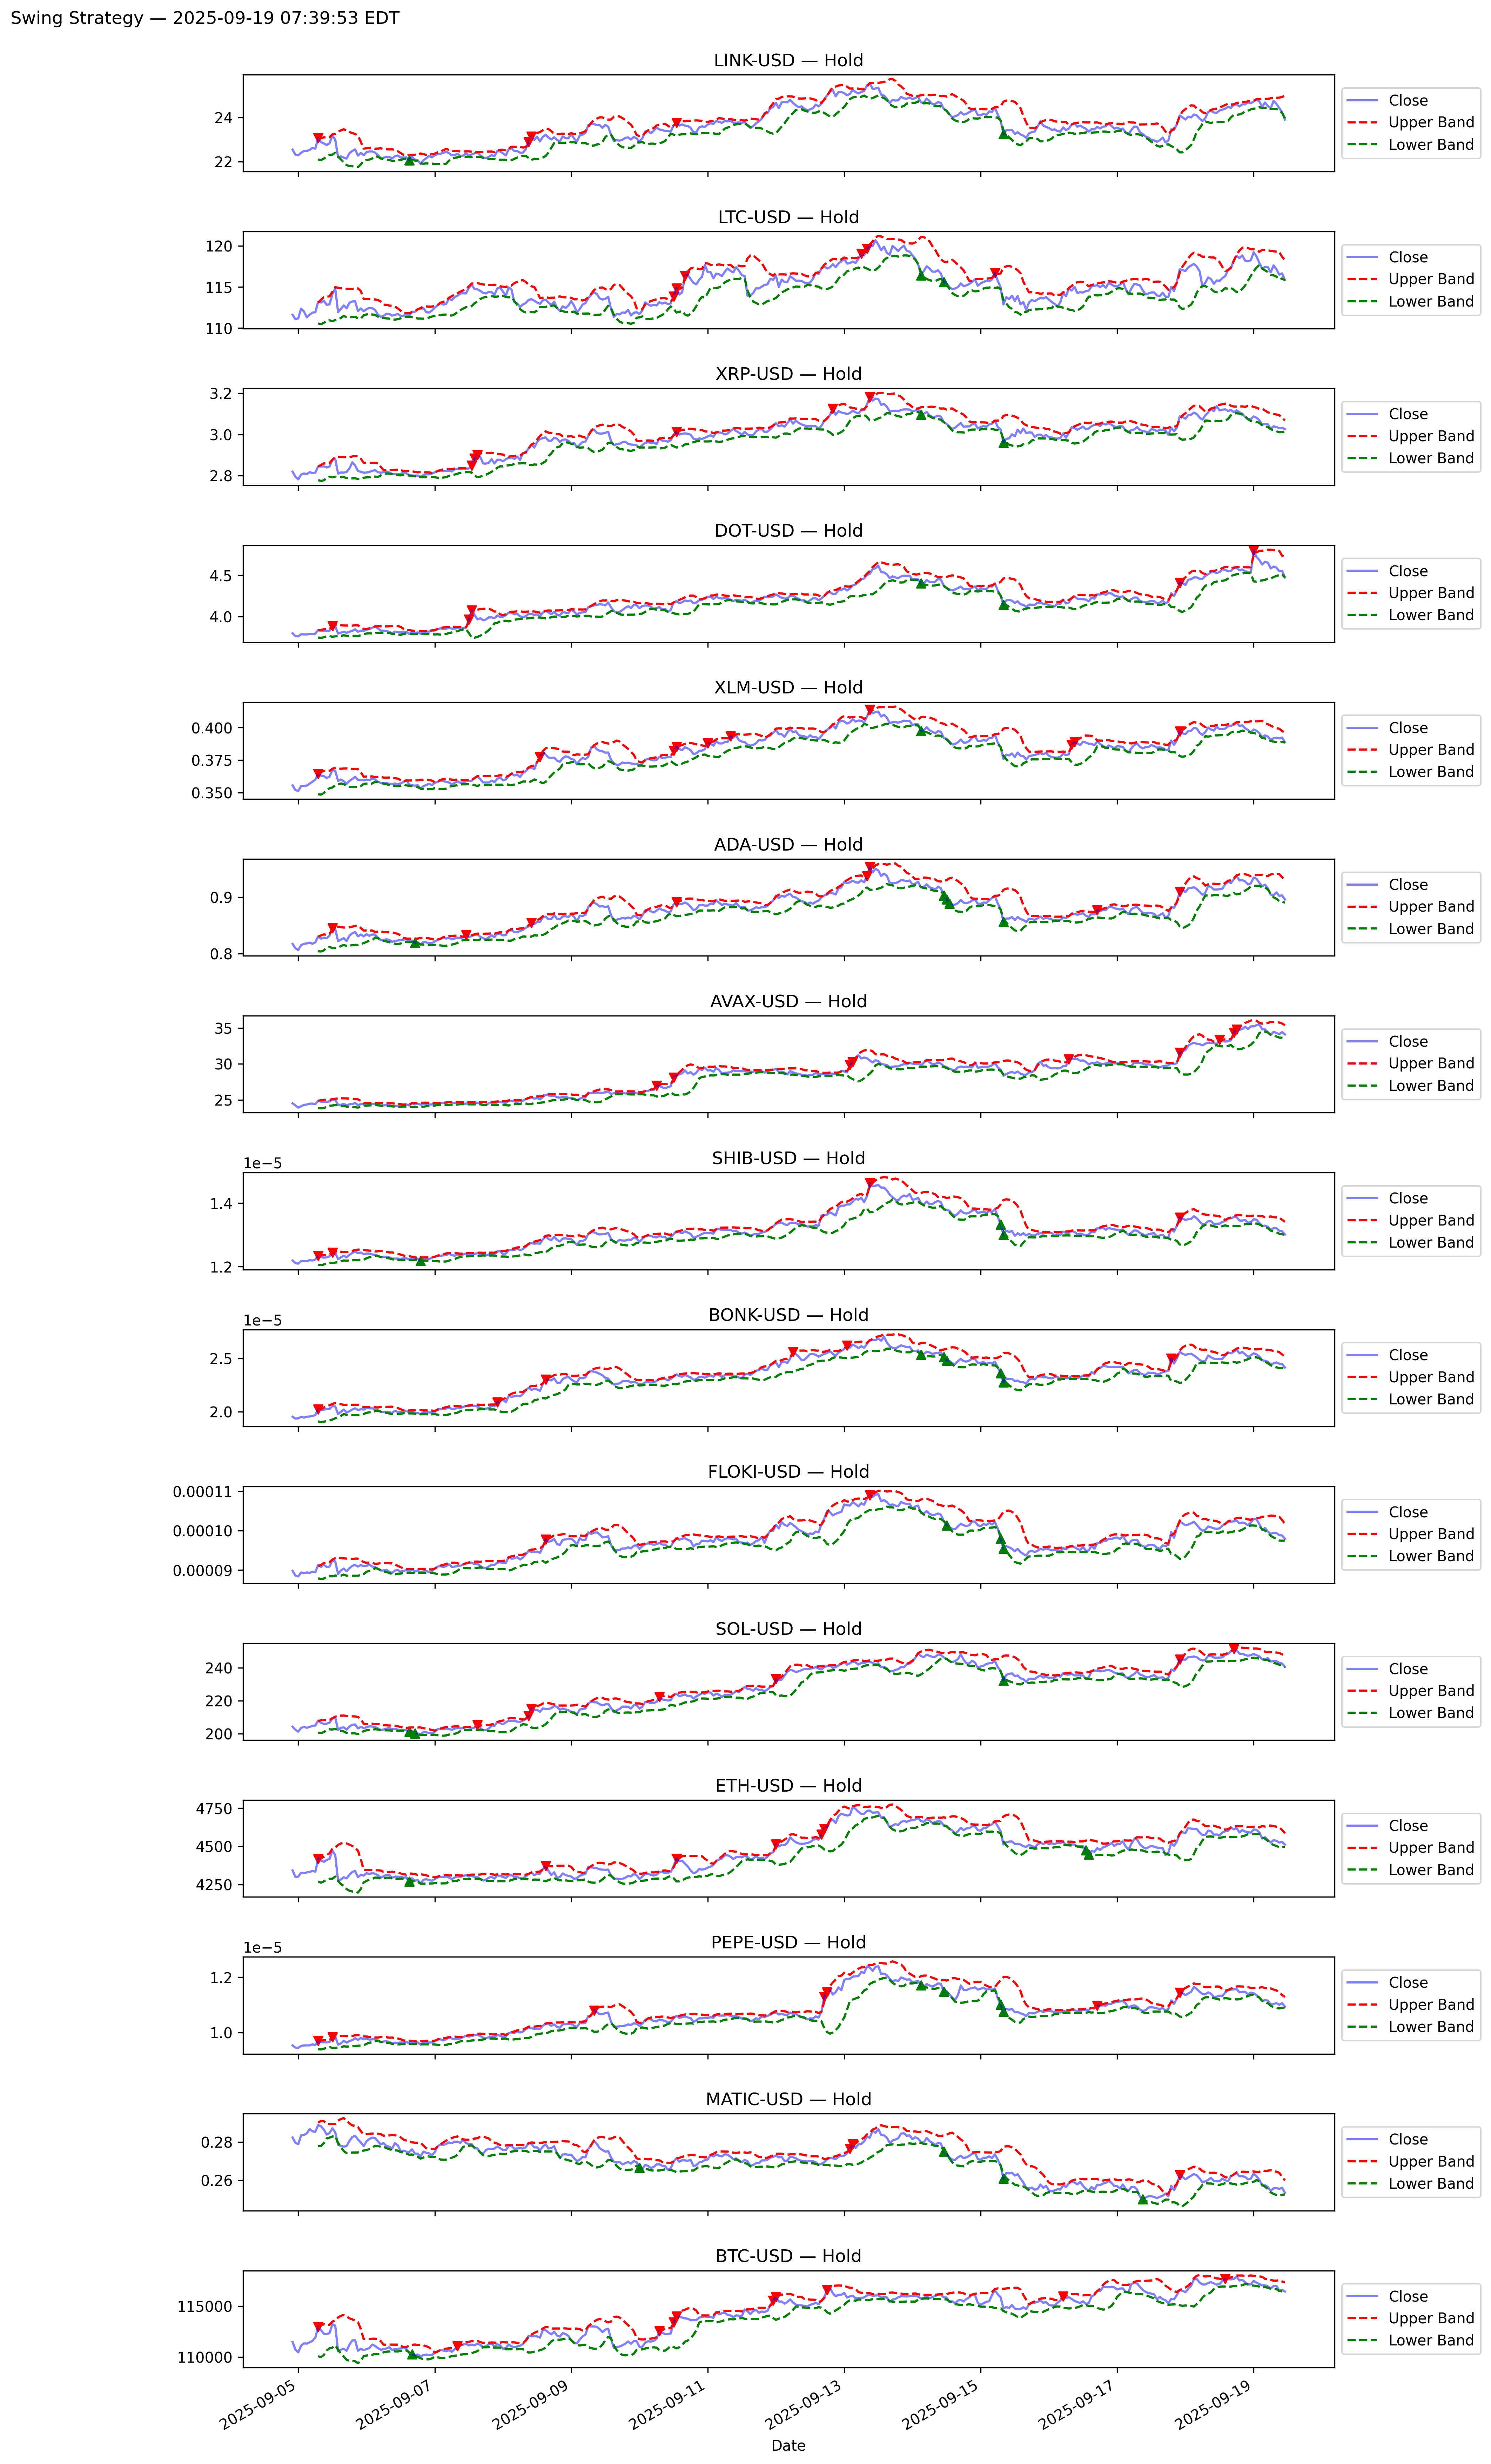 Swing Strategy — 2025-09-19 07:39:53 EDT
LINK-USD — Hold
24
22
Close
Upper Band
Lower Band
LTC-USD — Hold
120
115
110
Close
Upper Band
Lower Band
XRP-USD — Hold
3.2
3.0
2.8
Close
Upper Band
Lower Band
DOT-USD — Hold
4.5
4.0
Close
Upper Band
Lower Band
XLM-USD — Hold
0.400
0.375
0.350
Close
Upper Band
Lower Band
ADA-USD — Hold
0.9
0.8
Close
Upper Band
Lower Band
AVAX-USD — Hold
35
30
25
Close
Upper Band
Lower Band
SHIB-USD — Hold
1e−5
1.4
1.2
Close
Upper Band
Lower Band
BONK-USD — Hold
1e−5
2.5
2.0
Close
Upper Band
Lower Band
FLOKI-USD — Hold
0.00011
0.00010
0.00009
Close
Upper Band
Lower Band
SOL-USD — Hold
240
220
200
Close
Upper Band
Lower Band
ETH-USD — Hold
4750
4500
4250
Close
Upper Band
Lower Band
PEPE-USD — Hold
1e−5
1.2
1.0
Close
Upper Band
Lower Band
MATIC-USD — Hold
0.28
0.26
Close
Upper Band
Lower Band
BTC-USD — Hold
115000
110000
Close
Upper Band
Lower Band
2025-09-05
2025-09-07
2025-09-09
2025-09-11
2025-09-13
2025-09-15
2025-09-17
2025-09-19
Date